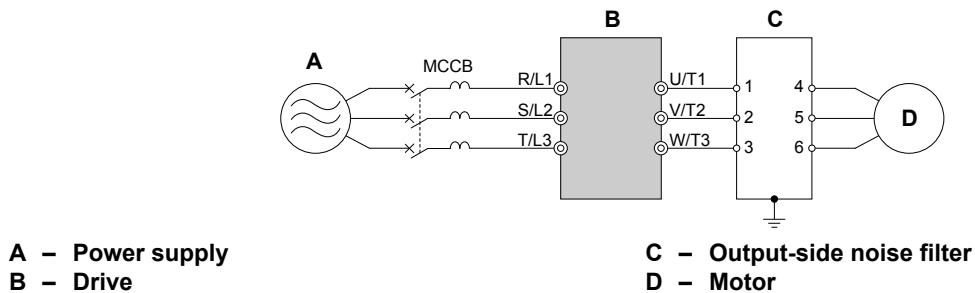 B
C
A
MCCB
R/L1
U/T1
1
4
S/L2
V/T2
2
5
D
T/L3
W/T3
3
6
A – Power supply
B – Drive
C – Output-side noise filter
D – Motor